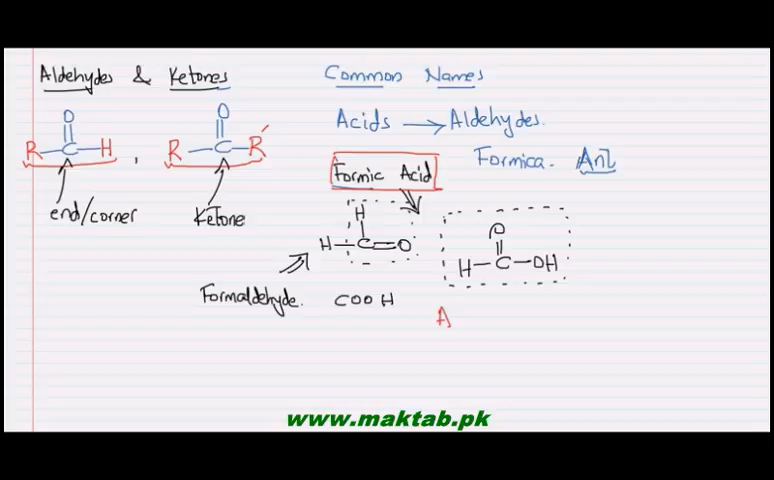 Aldehydes & Ketones
Common Names
O
R—C—H ,
O
R—C—R′
end/corner
Ketone
Acids → Aldehydes.
Formica. Ant
Formic Acid
H
H—C=O
O
H—C—OH
Formaldehyde. COOH
A
www.maktab.pk